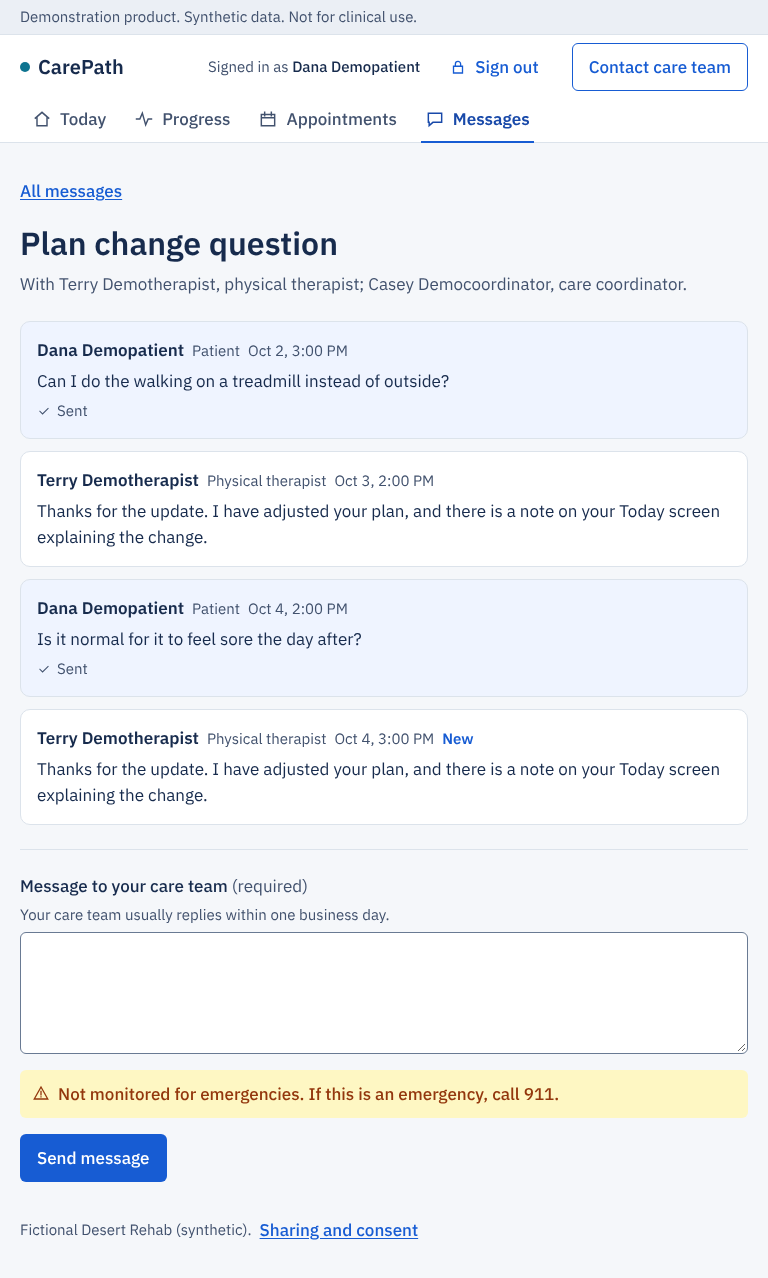 Demonstration product. Synthetic data. Not for clinical use.
CarePath
Signed in as Dana Demopatient
Sign out
Contact care team
Today
Progress
Appointments
Messages
All messages
Plan change question
With Terry Demotherapist, physical therapist; Casey Democoordinator, care coordinator.
Dana Demopatient Patient Oct 2, 3:00 PM
Can I do the walking on a treadmill instead of outside?
Sent
Terry Demotherapist Physical therapist Oct 3, 2:00 PM
Thanks for the update. I have adjusted your plan, and there is a note on your Today screen
explaining the change.
Dana Demopatient Patient Oct 4, 2:00 PM
Is it normal for it to feel sore the day after?
Sent
Terry Demotherapist Physical therapist Oct 4, 3:00 PM New
Thanks for the update. I have adjusted your plan, and there is a note on your Today screen
explaining the change.
Message to your care team (required)
Your care team usually replies within one business day.
Not monitored for emergencies. If this is an emergency, call 911.
Send message
Fictional Desert Rehab (synthetic). Sharing and consent